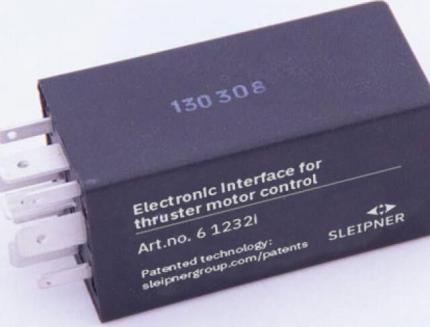 130308
Electronic Interface for
thruster motor control
Art.no. 6 1232i
Patented technology:
sleipnergroup.com/patents
SLEIPNER